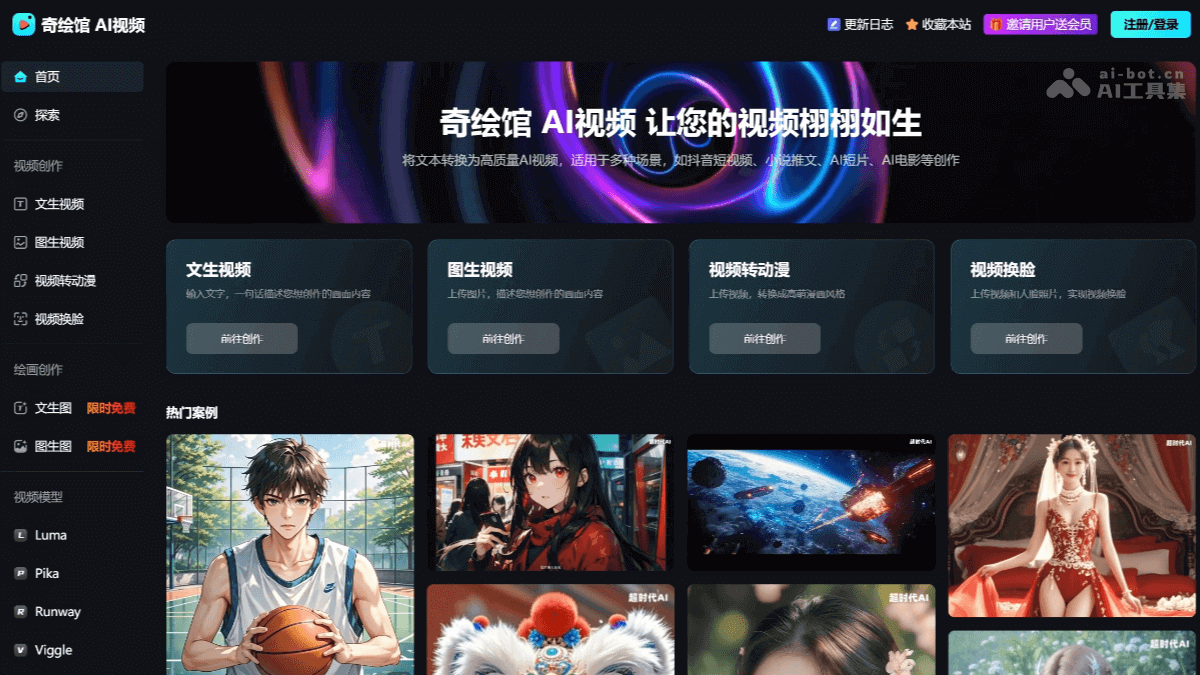 奇绘馆 AI视频
更新日志
收藏本站
邀请用户送会员
注册/登录
首页
探索
视频创作
文生视频
图生视频
视频转动漫
视频换脸
绘画创作
文生图 限时免费
图生图 限时免费
视频模型
L Luma
P Pika
R Runway
V Viggle
ai-bot.cn
AI工具集
奇绘馆 AI视频 让您的视频栩栩如生
将文本转换为高质量AI视频，适用于多种场景，如抖音短视频、小说推文、AI短片、AI电影等创作
文生视频
输入文字，一句话描述您想创作的画面内容
前往创作
图生视频
上传图片，描述您想创作的画面内容
前往创作
视频转动漫
上传视频，转换成高萌漫画风格
前往创作
视频换脸
上传视频和人脸照片，实现视频换脸
前往创作
热门案例
超时代AI
超时代AI
超时代AI
超时代AI
超时代AI
超时代AI